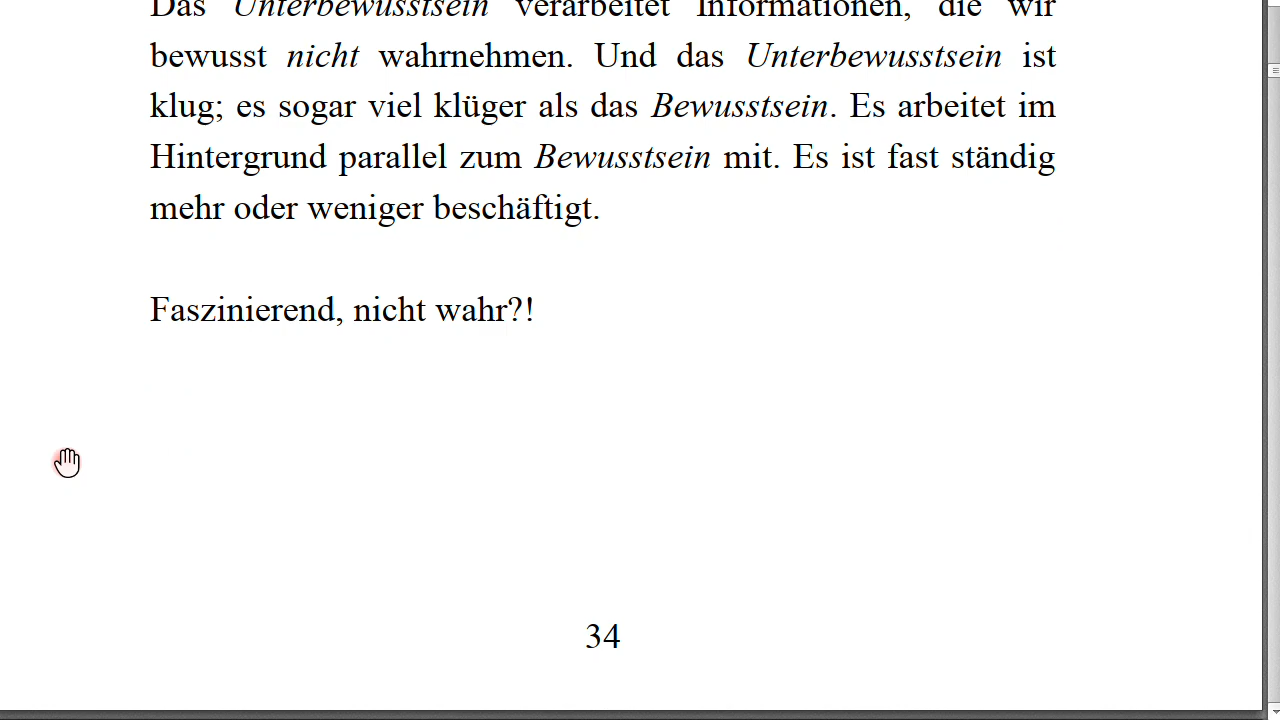 Das Unterbewusstsein verarbeitet Informationen, die wir
bewusst nicht wahrnehmen. Und das Unterbewusstsein ist
klug; es sogar viel klüger als das Bewusstsein. Es arbeitet im
Hintergrund parallel zum Bewusstsein mit. Es ist fast ständig
mehr oder weniger beschäftigt.
Faszinierend, nicht wahr?!
34